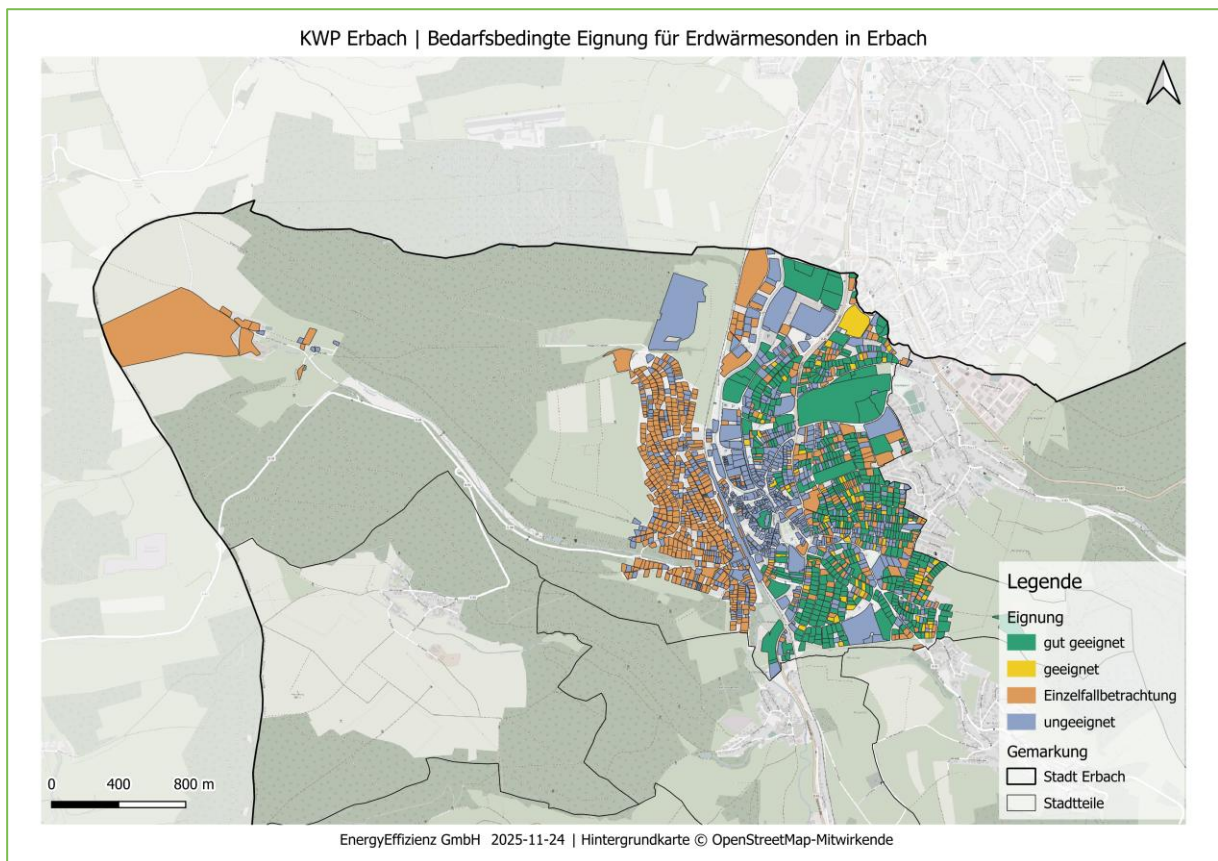 KWP Erbach | Bedarfsbedingte Eignung für Erdwärmesonden in Erbach
Legende
Eignung
gut geeignet
geeignet
Einzelfallbetrachtung
ungeeignet
Gemarkung
Stadt Erbach
Stadtteile
0 400 800 m
EnergyEffizienz GmbH 2025-11-24 | Hintergrundkarte © OpenStreetMap-Mitwirkende